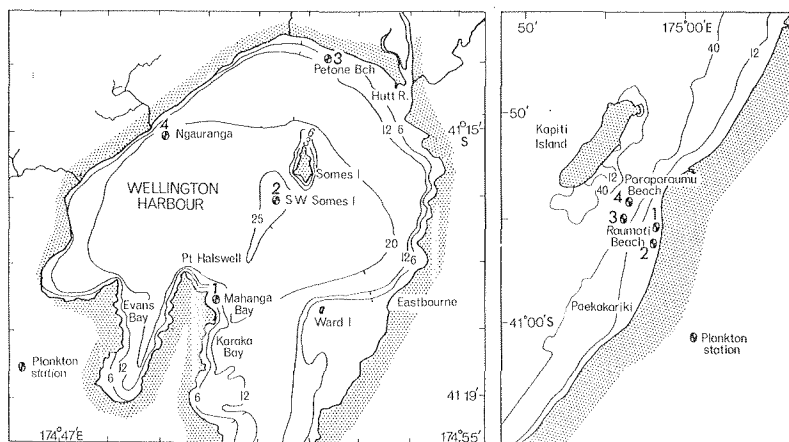 3
Petone Bch
Hutt R.
12
6
41°15'
S
4
Ngauranga
6
Somes I
WELLINGTON
HARBOUR
2
S.W. Somes I
25
20
12
6
Pt Halswell
1
Mahanga
Bay
Eastbourne
Evans
Bay
Ward I
Karaka
Bay
Plankton
station
6
12
12
6
41 19'
174°47'E
174°55'
50'
175°00'E
40
12
50'
Kapiti
Island
12
40
Paraparaumu
Beach
4
3
1
Raumati
Beach
2
Paekakariki
41°00'S
Plankton
station